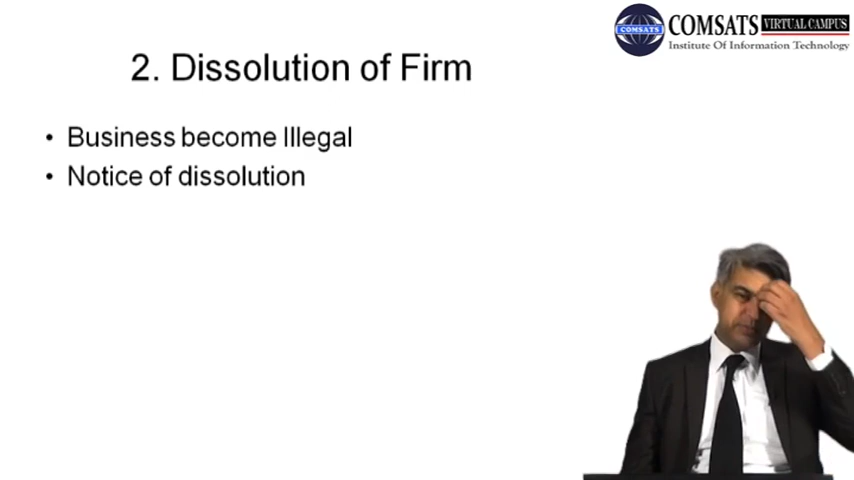 COMSATS VIRTUAL CAMPUS
Institute Of Information Technology
COMSATS
2. Dissolution of Firm
• Business become Illegal
• Notice of dissolution